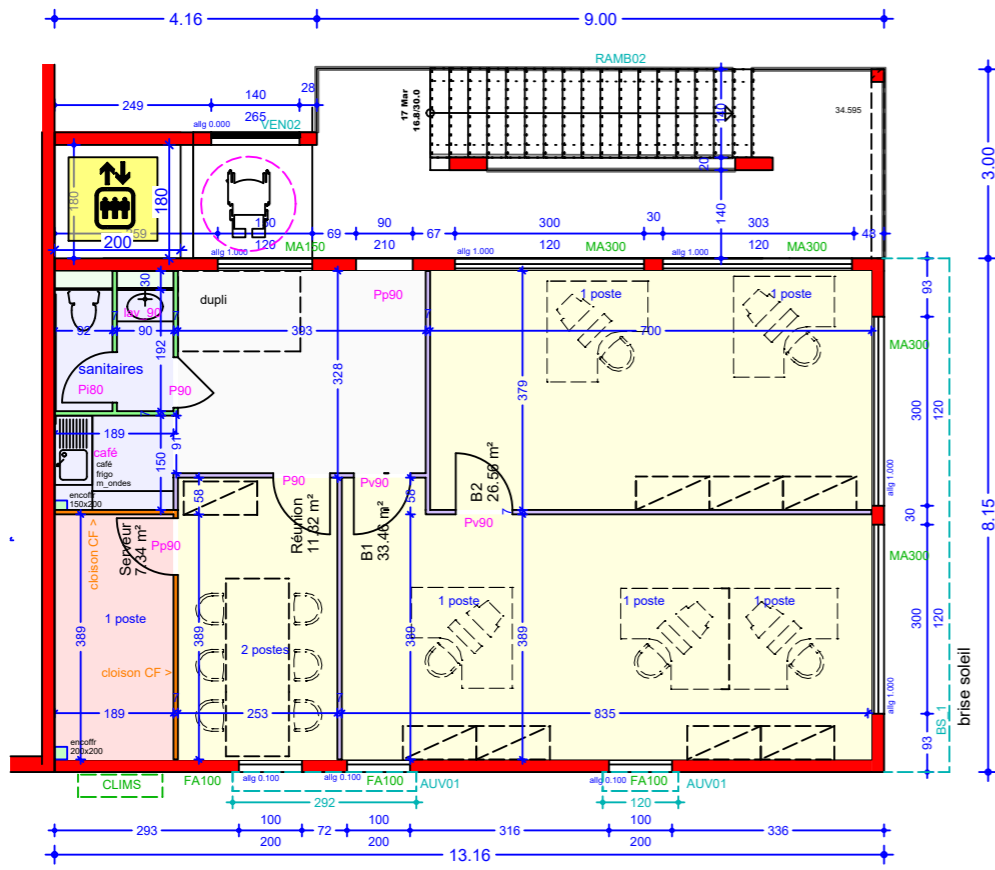 4.16
9.00
RAMB02
249
140
265
28
allg 0.000
VEN02
17 Mar
16.8/30.0
140
34.595
3.00
180
180
200
20
140
69
90
210
67
300
120
30
303
120
43
allg 1.000
120
MA150
allg 1.000
MA300
allg 1.000
MA300
30
dupli
Pp90
1 poste
1 poste
93
lav_90
92
7
90
7
393
7
700
MA300
sanitaires
192
328
379
300
120
Pi80
P90
7
189
91
café
café
frigo
m_ondes
150
encoffr
150x200
P90
Pv90
58
58
Réunion
11.32 m²
B1
33.46 m²
B2
26.56 m²
allg 1.000
7
Pv90
30
8.15
Serveur
7.34 m²
Pp90
cloison CF >
MA300
1 poste
1 poste
1 poste
1 poste
300
120
389
389
389
389
2 postes
cloison CF >
brise soleil
189
7
253
7
835
allg 1.000
BS_1
93
encoffr
200x200
CLIMS
FA100
allg 0.100
allg 0.100
FA100
AUV01
allg 0.100
FA100
AUV01
292
120
293
100
200
72
100
200
316
100
200
336
13.16